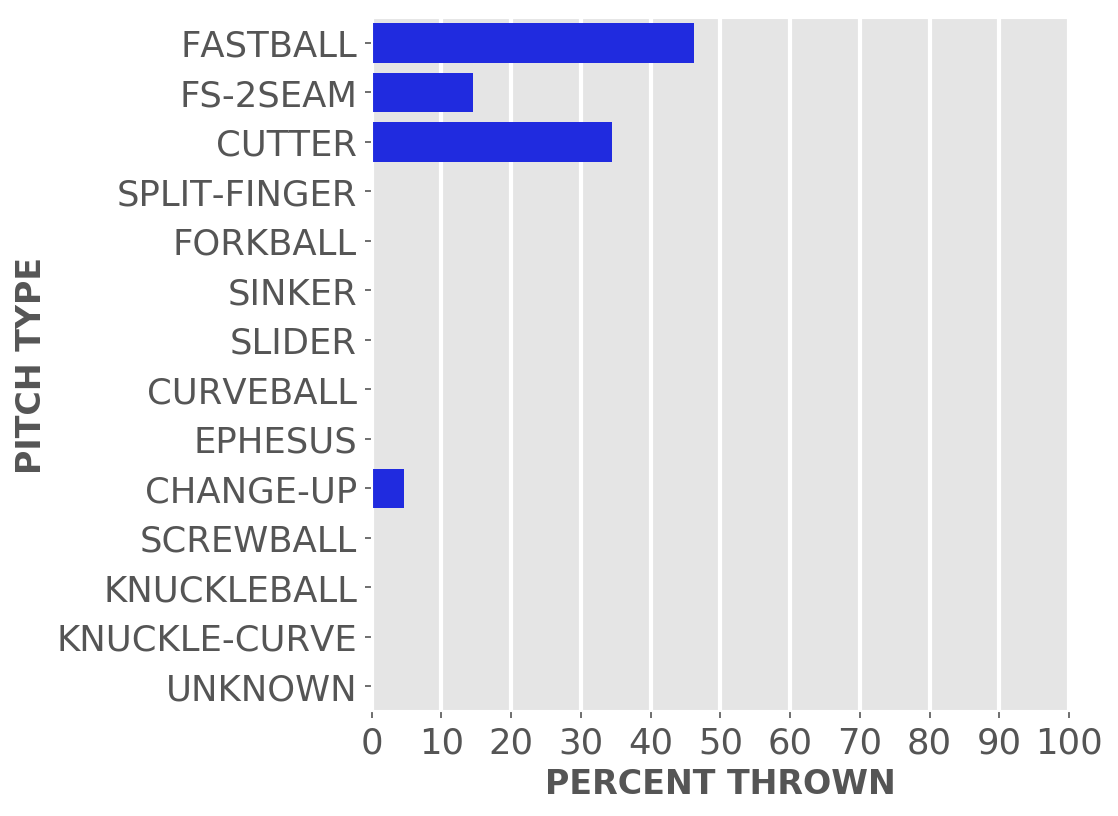 FASTBALL
FS-2SEAM
CUTTER
SPLIT-FINGER
FORKBALL
SINKER
SLIDER
CURVEBALL
EPHESUS
CHANGE-UP
SCREWBALL
KNUCKLEBALL
KNUCKLE-CURVE
UNKNOWN
PITCH TYPE
0 10 20 30 40 50 60 70 80 90 100
PERCENT THROWN